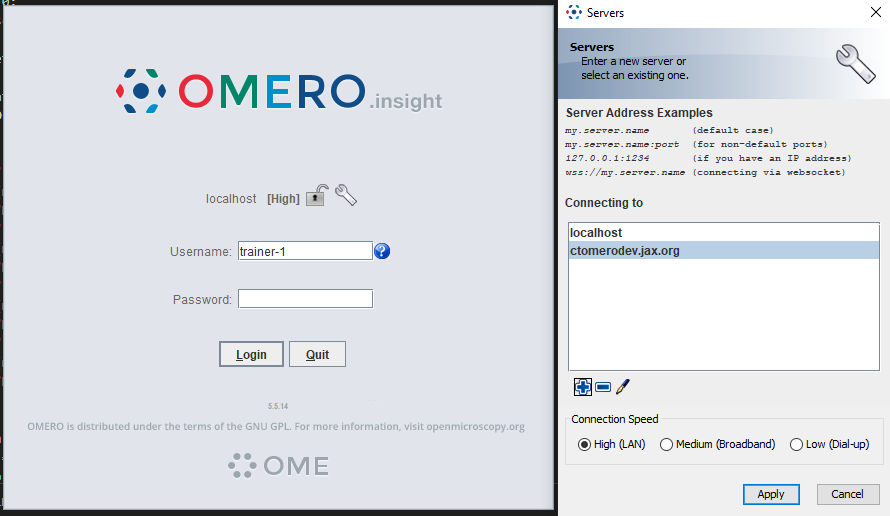 OMERO.insight
localhost [High]
Username: trainer-1
Password:
Login Quit
5.5.14
OMERO is distributed under the terms of the GNU GPL. For more information, visit openmicroscopy.org
OME
Servers
Servers
Enter a new server or
select an existing one.
Server Address Examples
my.server.name (default case)
my.server.name:port (for non-default ports)
127.0.0.1:1234 (if you have an IP address)
wss://my.server.name (connecting via websocket)
Connecting to
localhost
ctomerodev.jax.org
Connection Speed
High (LAN) Medium (Broadband) Low (Dial-up)
Apply Cancel